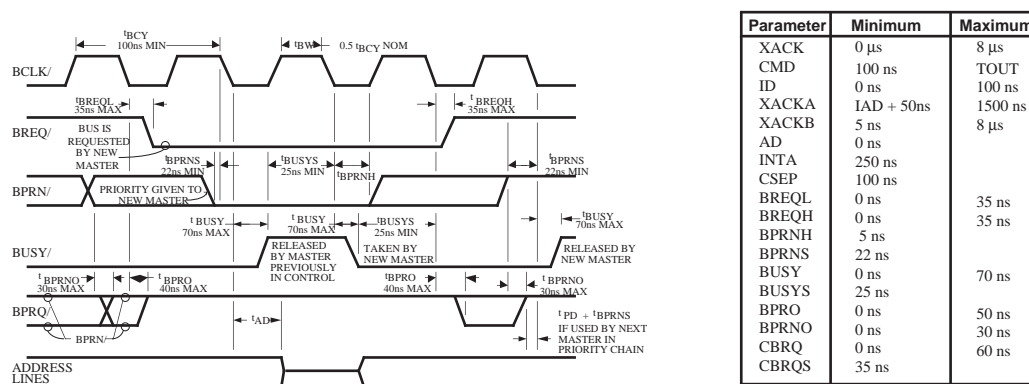 tBCY
100ns MIN
tBW
0.5 tBCY NOM
BCLK/
tBREQL
35ns MAX
t BREQH
35ns MAX
BREQ/
BUS IS
REQUESTED
BY NEW
MASTER
tBPRNS
22ns MIN
tBUSYS
25ns MIN
tBPRNH
tBPRNS
22ns MIN
BPRN/
PRIORITY GIVEN TO
NEW MASTER
t BUSY
70ns MAX
t BUSY
70ns MAX
tBUSYS
25ns MIN
tBUSY
70ns MAX
BUSY/
RELEASED
BY MASTER
PREVIOUSLY
IN CONTROL
TAKEN BY
NEW MASTER
RELEASED BY
NEW MASTER
t BPRNO
30ns MAX
t BPRO
40ns MAX
tBPRO
40ns MAX
t BPRNO
30ns MAX
BPRQ/
BPRN/
tAD
t PD + tBPRNS
IF USED BY NEXT
MASTER IN
PRIORITY CHAIN
ADDRESS
LINES
Parameter Minimum Maximum
XACK 0 µs 8 µs
CMD 100 ns TOUT
ID 0 ns 100 ns
XACKA IAD + 50ns 1500 ns
XACKB 5 ns 8 µs
AD 0 ns
INTA 250 ns
CSEP 100 ns
BREQL 0 ns 35 ns
BREQH 0 ns 35 ns
BPRNH 5 ns
BPRNS 22 ns
BUSY 0 ns 70 ns
BUSYS 25 ns
BPRO 0 ns 50 ns
BPRNO 0 ns 30 ns
CBRQ 0 ns 60 ns
CBRQS 35 ns